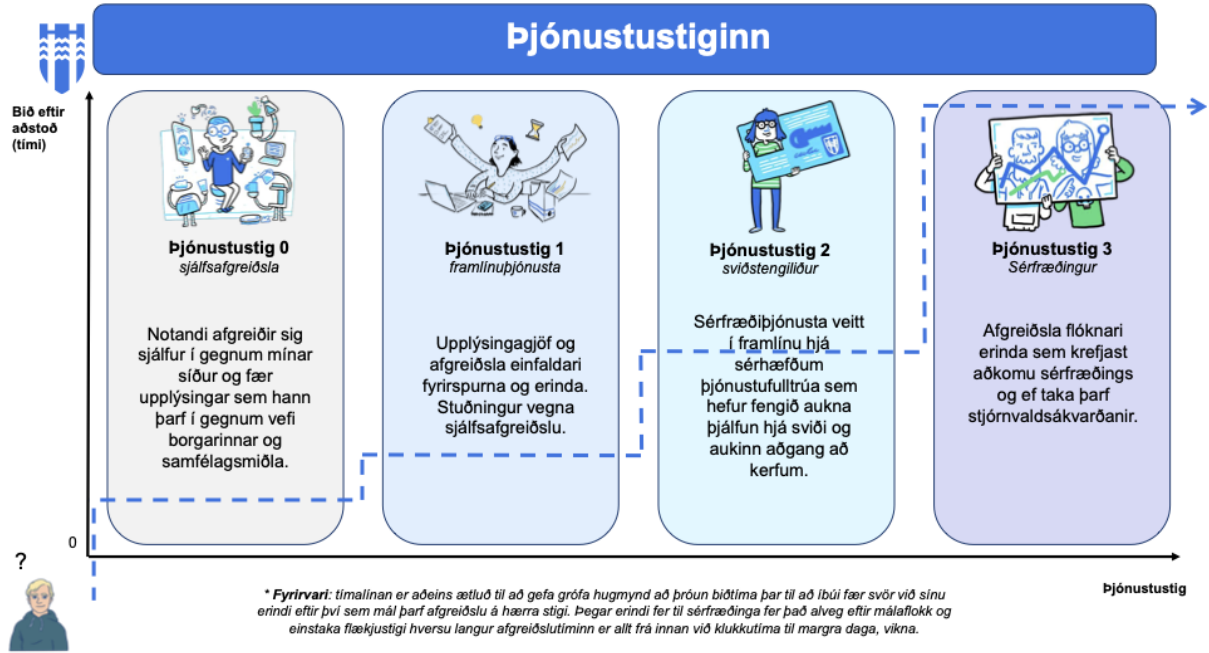 Þjónustustiginn
Bið eftir
aðstoð
(tími)
Þjónustustig 0
sjálfsafgreiðsla
Notandi afgreiðir sig
sjálfur í gegnum mínar
síður og fær
upplýsingar sem hann
þarf í gegnum vefi
borgarinnar og
samfélagsmiðla.
Þjónustustig 1
framlínuþjónusta
Upplýsingagjöf og
afgreiðsla einfaldari
fyrirspurna og erinda.
Stuðningur vegna
sjálfsafgreiðslu.
Þjónustustig 2
sviðstengiliður
Sérfræðiþjónusta veitt
í framlínu hjá
sérhæfðum
þjónustufulltrúa sem
hefur fengið aukna
þjálfun hjá sviði og
aukinn aðgang að
kerfum.
Þjónustustig 3
Sérfræðingur
Afgreiðsla flóknari
erinda sem krefjast
aðkomu sérfræðings
og ef taka þarf
stjórnvaldsákvarðanir.
0
?
Þjónustustig
* Fyrirvari: tímalínan er aðeins ætluð til að gefa grófa hugmynd að þróun biðtíma þar til að íbúi fær svör við sínu
erindi eftir því sem mál þarf afgreiðslu á hærra stigi. Þegar erindi fer til sérfræðinga fer það alveg eftir málaflokk og
einstaka flækjustigi hversu langur afgreiðslutíminn er allt frá innan við klukkutíma til margra daga, vikna.